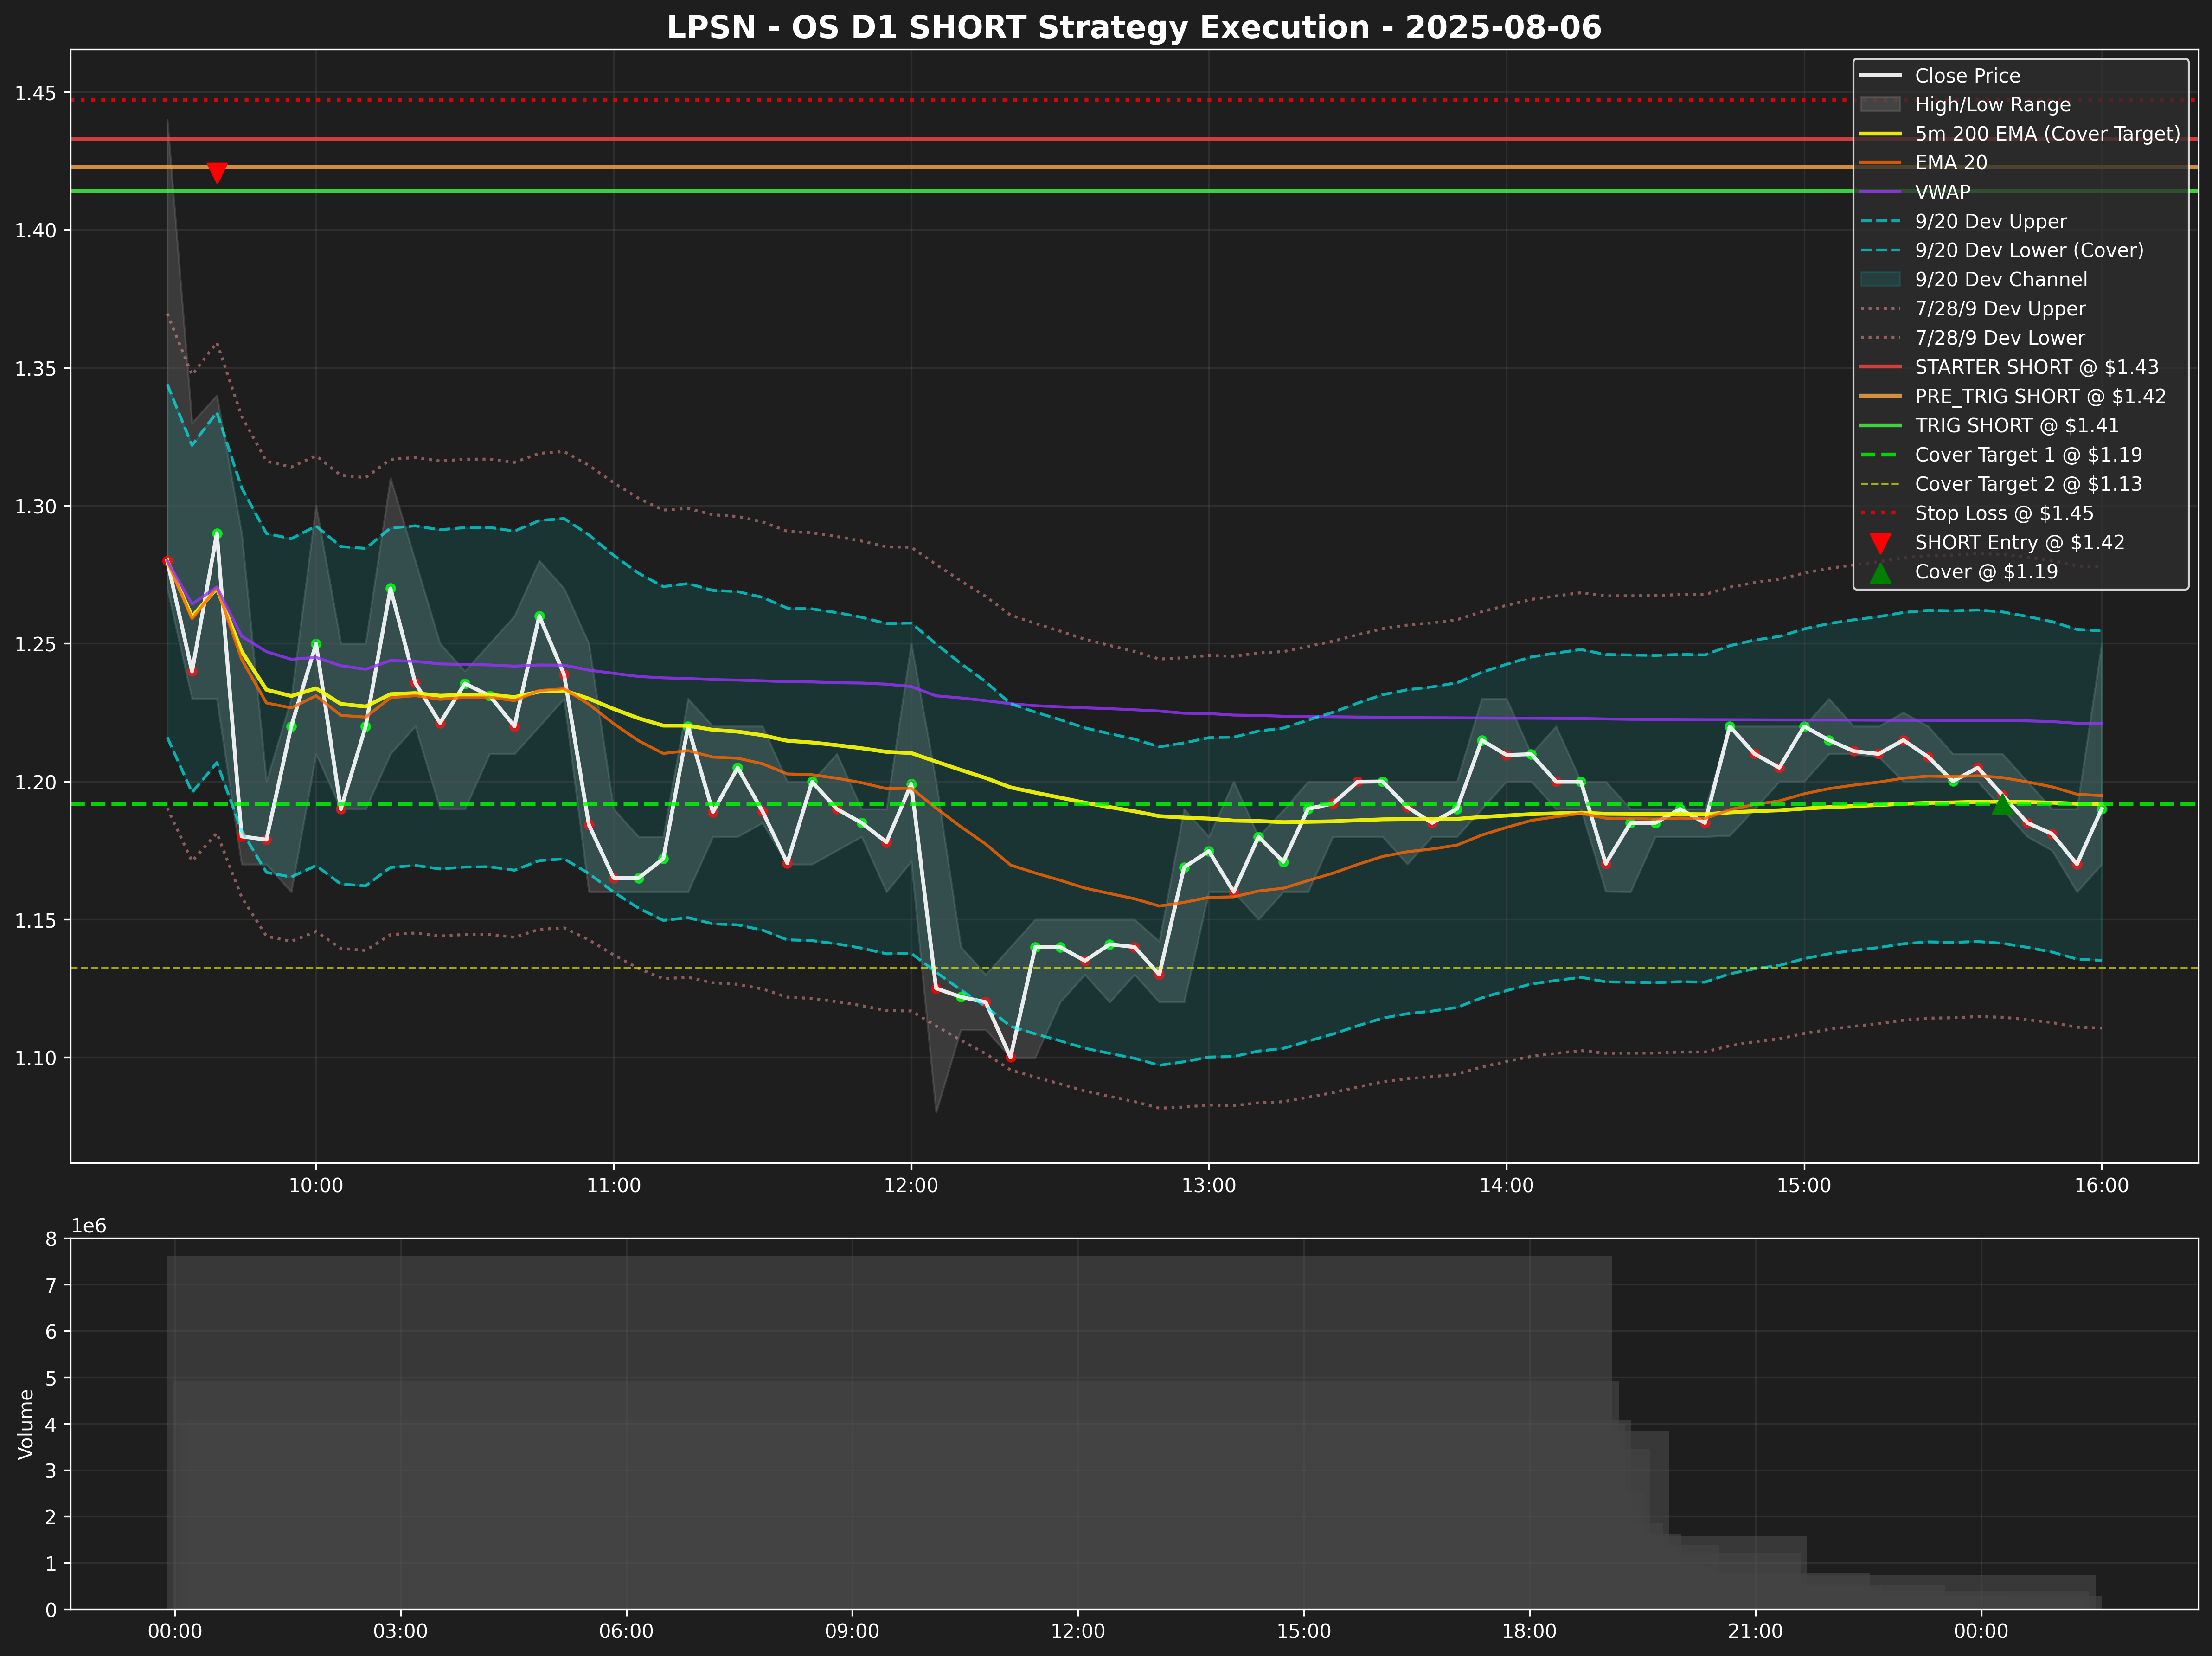 LPSN - OS D1 SHORT Strategy Execution - 2025-08-06
1.45
1.40
1.35
1.30
1.25
1.20
1.15
1.10
Close Price
High/Low Range
5m 200 EMA (Cover Target)
EMA 20
VWAP
9/20 Dev Upper
9/20 Dev Lower (Cover)
9/20 Dev Channel
7/28/9 Dev Upper
7/28/9 Dev Lower
STARTER SHORT @ $1.43
PRE_TRIG SHORT @ $1.42
TRIG SHORT @ $1.41
Cover Target 1 @ $1.19
Cover Target 2 @ $1.13
Stop Loss @ $1.45
SHORT Entry @ $1.42
Cover @ $1.19
10:00 11:00 12:00 13:00 14:00 15:00 16:00
1e6
8
7
6
5
4
3
2
1
0
Volume
00:00 03:00 06:00 09:00 12:00 15:00 18:00 21:00 00:00